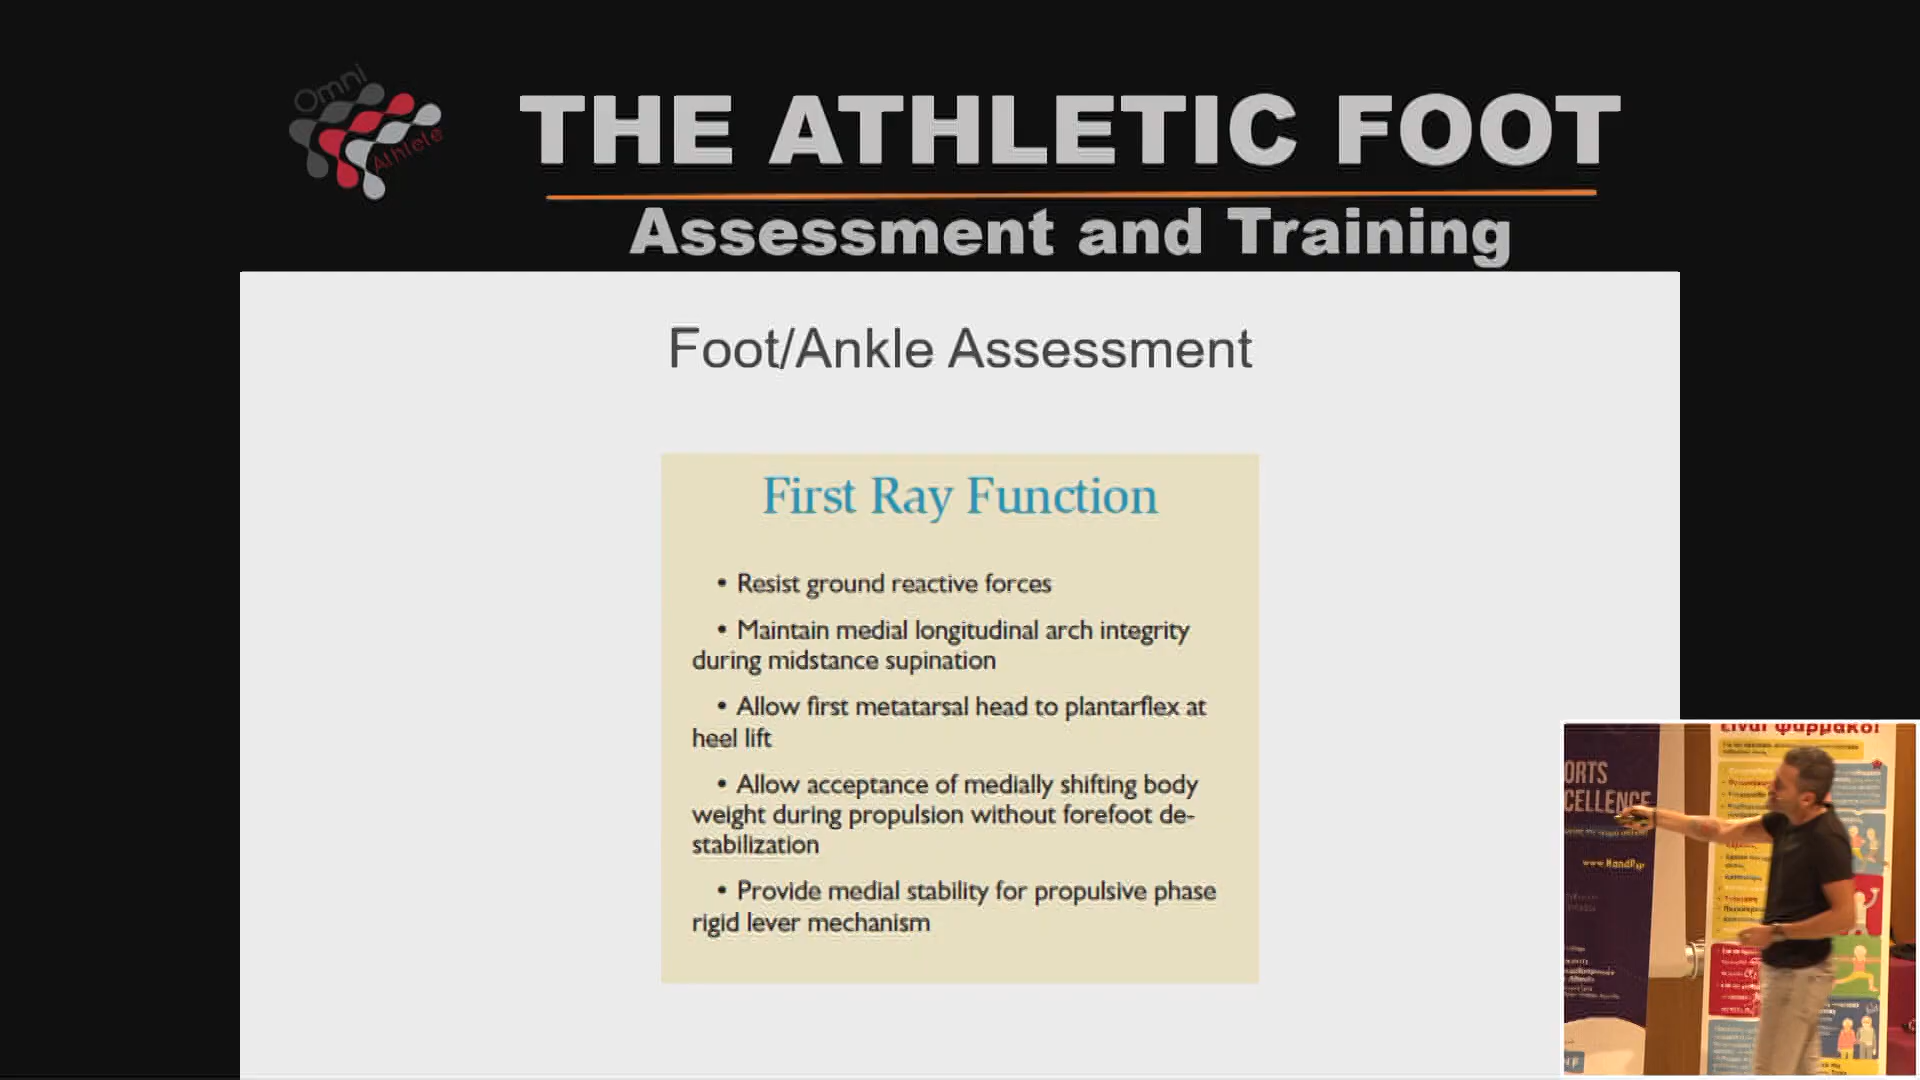 Omni
Athlete
THE ATHLETIC FOOT
Assessment and Training
Foot/Ankle Assessment
First Ray Function
• Resist ground reactive forces
• Maintain medial longitudinal arch integrity
during midstance supination
• Allow first metatarsal head to plantarflex at
heel lift
• Allow acceptance of medially shifting body
weight during propulsion without forefoot de-
stabilization
• Provide medial stability for propulsive phase
rigid lever mechanism
ORTS
CELLENCE
είναι φάρμακο!